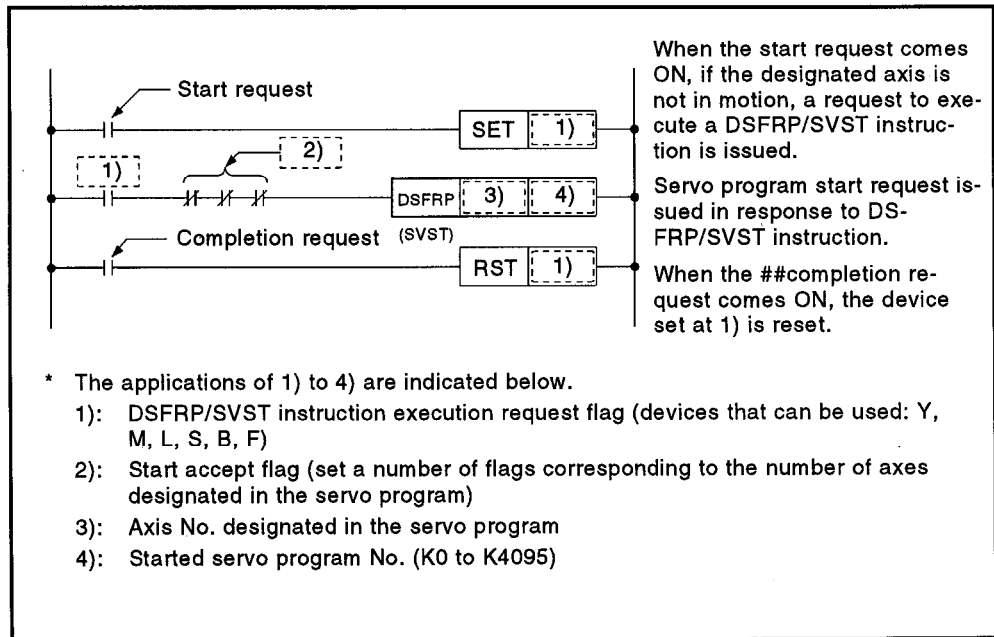 Start request
SET 1)
2)
1)
DSFRP 3) 4)
(SVST)
Completion request
RST 1)
When the start request comes
ON, if the designated axis is
not in motion, a request to exe-
cute a DSFRP/SVST instruc-
tion is issued.
Servo program start request is-
sued in response to DS-
FRP/SVST instruction.
When the ##completion re-
quest comes ON, the device
set at 1) is reset.
* The applications of 1) to 4) are indicated below.
1): DSFRP/SVST instruction execution request flag (devices that can be used: Y,
M, L, S, B, F)
2): Start accept flag (set a number of flags corresponding to the number of axes
designated in the servo program)
3): Axis No. designated in the servo program
4): Started servo program No. (K0 to K4095)